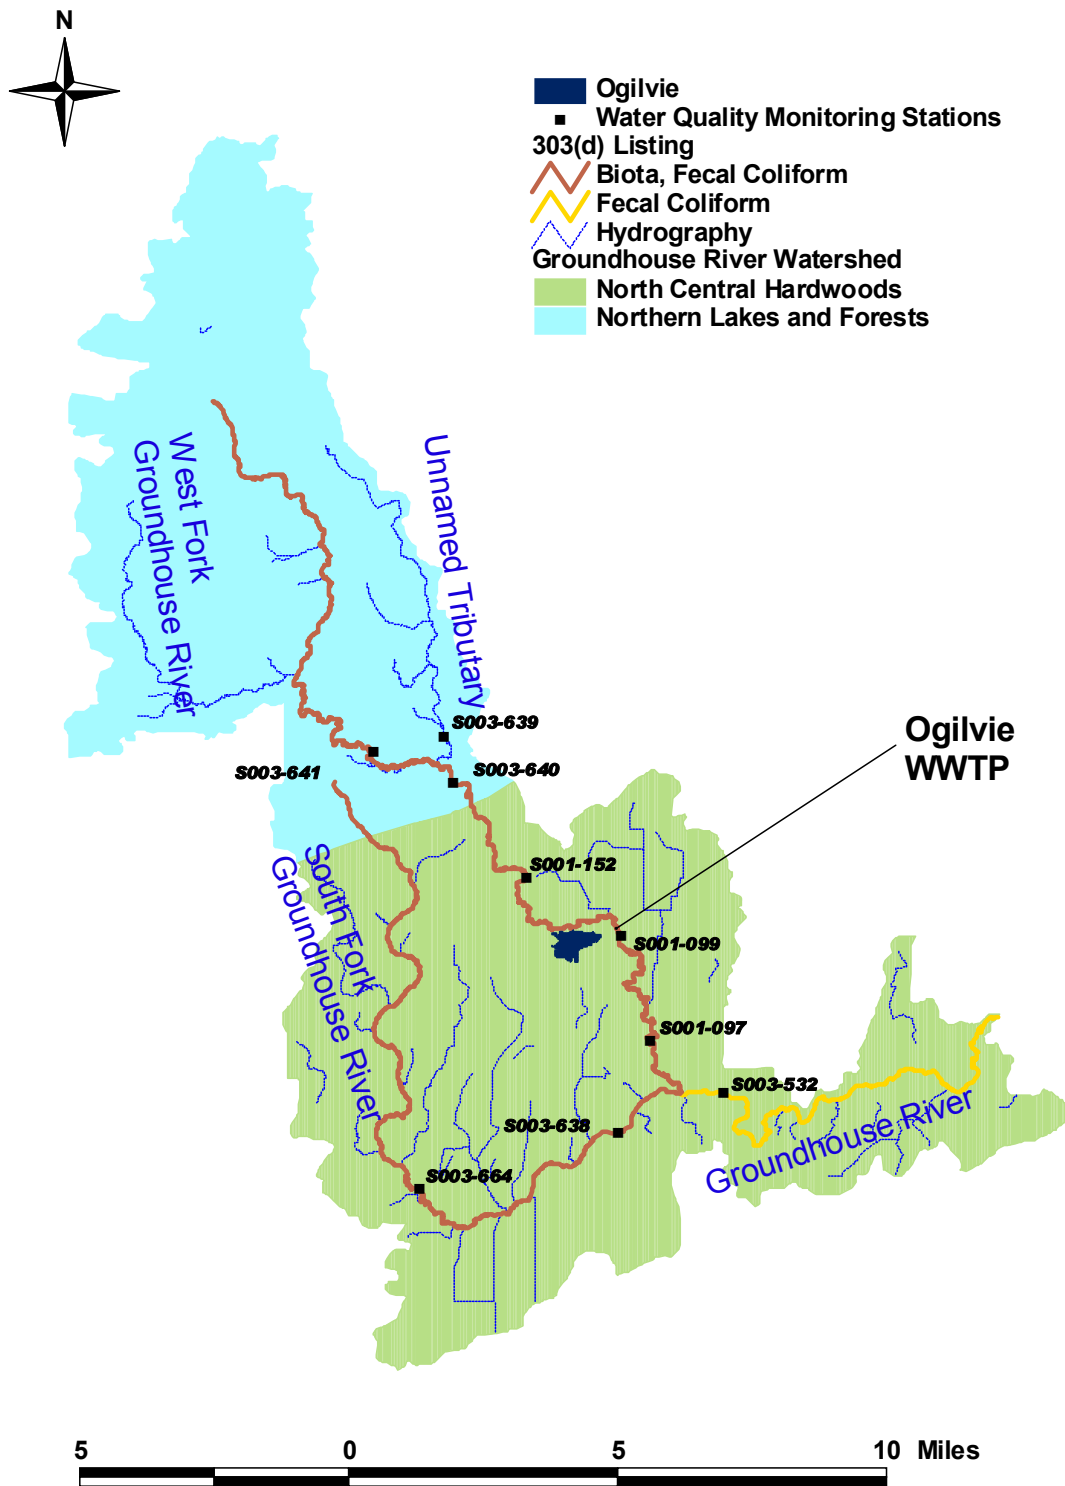 N
Ogilvie
Water Quality Monitoring Stations
303(d) Listing
Biota, Fecal Coliform
Fecal Coliform
Hydrography
Groundhouse River Watershed
North Central Hardwoods
Northern Lakes and Forests
West Fork
Groundhouse River
Unnamed Tributary
S003-639
S003-641
S003-640
Ogilvie
WWTP
S001-152
South Fork
Groundhouse River
S001-099
S001-097
S003-532
S003-638
Groundhouse River
S003-664
5 0 5 10 Miles